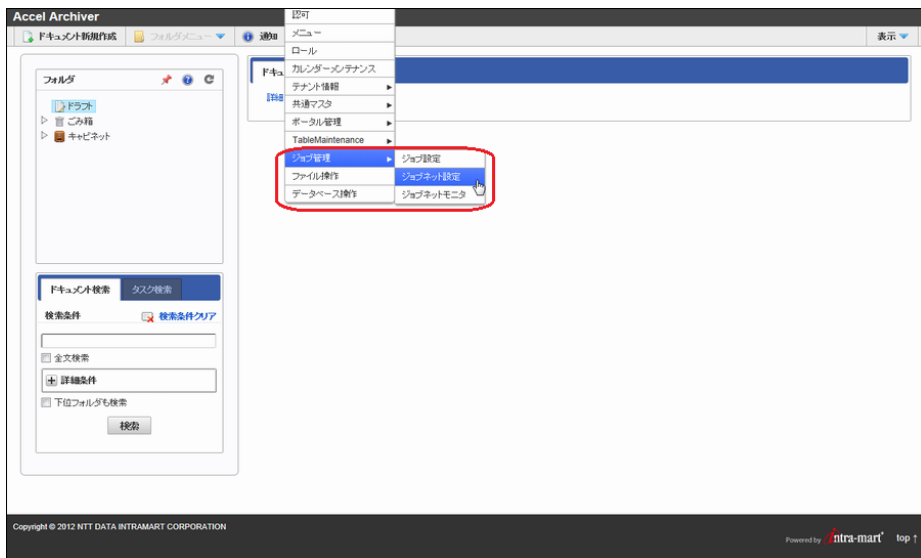 Accel Archiver
ドキュメント新規作成 フォルダメニュー 通知 表示
認可
メニュー
ロール
カレンダーメンテナンス
テナント情報
共通マスタ
ポータル管理
TableMaintenance
ジョブ管理
ファイル操作
データベース操作
ジョブ設定
ジョブネット設定
ジョブネットモニタ
フォルダ
ドラフト
ごみ箱
キャビネット
ドキュ
詳細
ドキュメント検索 タスク検索
検索条件 検索条件クリア
全文検索
詳細条件
下位フォルダも検索
検索
Copyright © 2012 NTT DATA INTRAMART CORPORATION
Powered by intra-mart top ↑